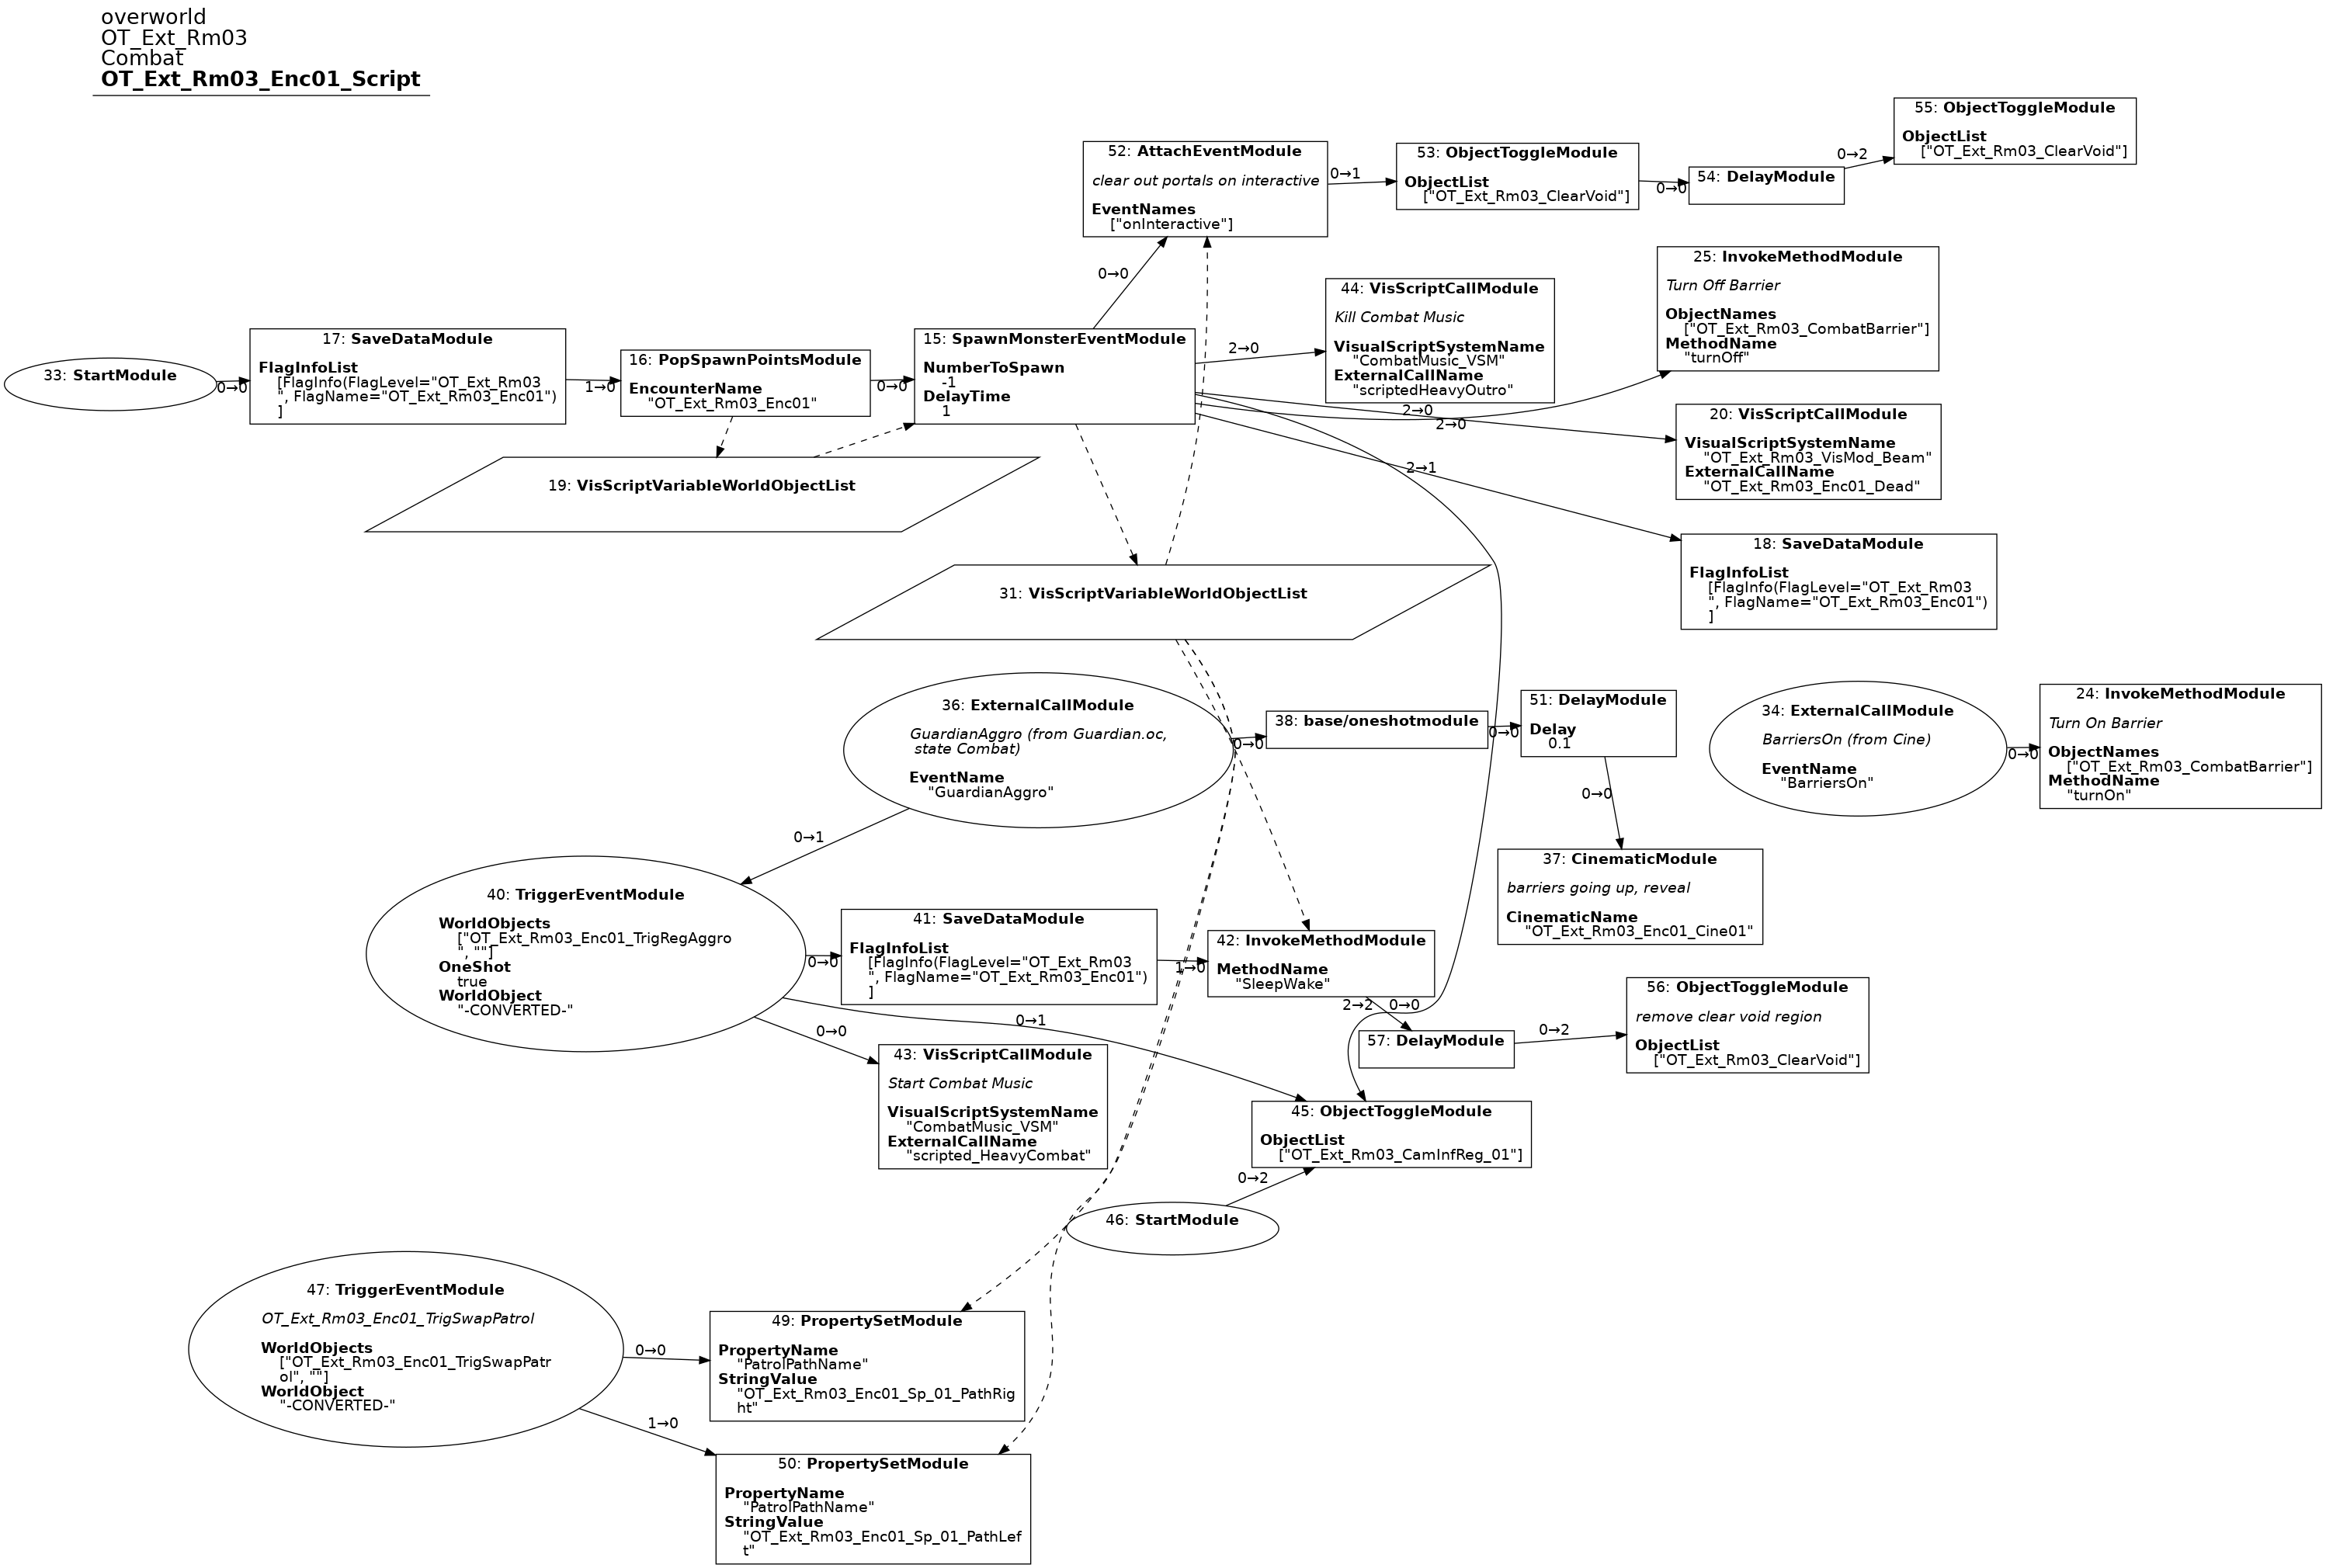 overworld
OT_Ext_Rm03
Combat
OT_Ext_Rm03_Enc01_Script
55: ObjectToggleModule
ObjectList
["OT_Ext_Rm03_ClearVoid"]
0→2
52: AttachEventModule
clear out portals on interactive
EventNames
["onInteractive"]
0→1
53: ObjectToggleModule
ObjectList
["OT_Ext_Rm03_ClearVoid"]
0→0
54: DelayModule
0→0
25: InvokeMethodModule
Turn Off Barrier
ObjectNames
["OT_Ext_Rm03_CombatBarrier"]
MethodName
"turnOff"
44: VisScriptCallModule
Kill Combat Music
VisualScriptSystemName
"CombatMusic_VSM"
ExternalCallName
"scriptedHeavyOutro"
33: StartModule
0→0
17: SaveDataModule
FlagInfoList
[FlagInfo(FlagLevel="OT_Ext_Rm03
", FlagName="OT_Ext_Rm03_Enc01")
]
1→0
16: PopSpawnPointsModule
EncounterName
"OT_Ext_Rm03_Enc01"
0→0
15: SpawnMonsterEventModule
NumberToSpawn
-1
DelayTime
1
2→0
2→0
2→0
2→1
20: VisScriptCallModule
VisualScriptSystemName
"OT_Ext_Rm03_VisMod_Beam"
ExternalCallName
"OT_Ext_Rm03_Enc01_Dead"
19: VisScriptVariableWorldObjectList
18: SaveDataModule
FlagInfoList
[FlagInfo(FlagLevel="OT_Ext_Rm03
", FlagName="OT_Ext_Rm03_Enc01")
]
31: VisScriptVariableWorldObjectList
36: ExternalCallModule
GuardianAggro (from Guardian.oc,
state Combat)
EventName
"GuardianAggro"
0→0
38: base/oneshotmodule
0→0
51: DelayModule
Delay
0.1
0→0
34: ExternalCallModule
BarriersOn (from Cine)
EventName
"BarriersOn"
0→0
24: InvokeMethodModule
Turn On Barrier
ObjectNames
["OT_Ext_Rm03_CombatBarrier"]
MethodName
"turnOn"
0→1
37: CinematicModule
barriers going up, reveal
CinematicName
"OT_Ext_Rm03_Enc01_Cine01"
40: TriggerEventModule
WorldObjects
["OT_Ext_Rm03_Enc01_TrigRegAggro
", ""]
OneShot
true
WorldObject
"-CONVERTED-"
0→0
41: SaveDataModule
FlagInfoList
[FlagInfo(FlagLevel="OT_Ext_Rm03
", FlagName="OT_Ext_Rm03_Enc01")
]
1→0
42: InvokeMethodModule
MethodName
"SleepWake"
2→2
0→0
0→1
0→0
57: DelayModule
0→2
56: ObjectToggleModule
remove clear void region
ObjectList
["OT_Ext_Rm03_ClearVoid"]
43: VisScriptCallModule
Start Combat Music
VisualScriptSystemName
"CombatMusic_VSM"
ExternalCallName
"scripted_HeavyCombat"
45: ObjectToggleModule
ObjectList
["OT_Ext_Rm03_CamInfReg_01"]
0→2
46: StartModule
47: TriggerEventModule
OT_Ext_Rm03_Enc01_TrigSwapPatrol
WorldObjects
["OT_Ext_Rm03_Enc01_TrigSwapPatr
ol", ""]
WorldObject
"-CONVERTED-"
0→0
49: PropertySetModule
PropertyName
"PatrolPathName"
StringValue
"OT_Ext_Rm03_Enc01_Sp_01_PathRig
ht"
1→0
50: PropertySetModule
PropertyName
"PatrolPathName"
StringValue
"OT_Ext_Rm03_Enc01_Sp_01_PathLef
t"